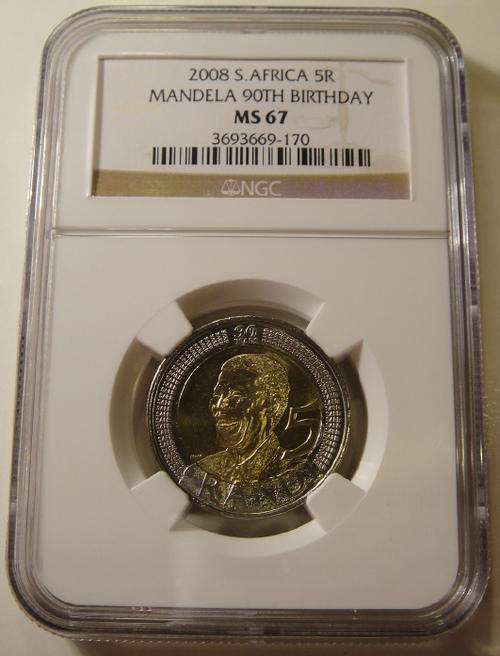 2008 S.AFRICA 5R
MANDELA 90TH BIRTHDAY
MS 67
3693669-170
NGC
90
5